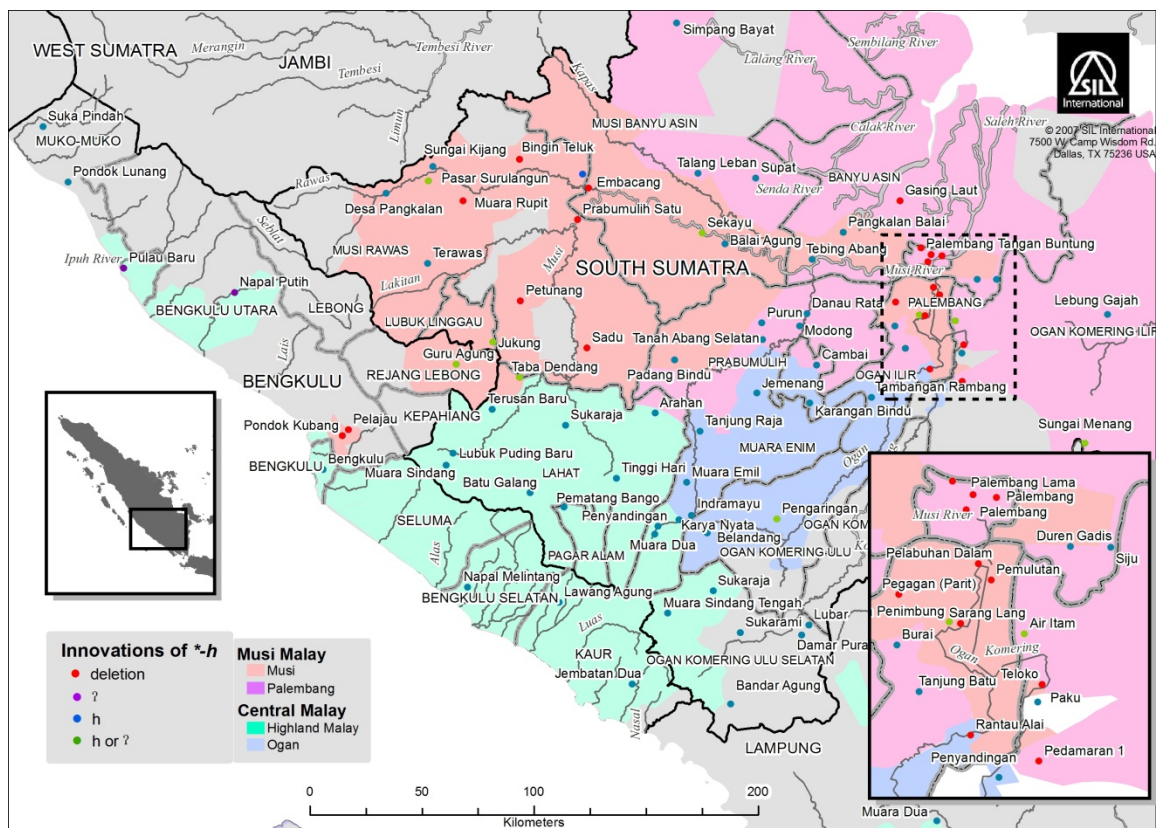 WEST SUMATRA
JAMBI
Merangin
Tembesi River
Tembesi
Limun
Kapas
Simpang Bayat
Lalang River
Sembilang River
SIL
International
© 2007 SIL International
7500 W. Camp Wisdom Rd.
Dallas, TX 75236 USA
Suka Pindah
MUKO-MUKO
Pondok Lunang
Sungai Kijang
Bingin Teluk
MUSI BANYU ASIN
Calak River
Saleh River
Rawas
Pasar Surulangun
Embacang
Talang Leban
Supat
Senda River
BANYU ASIN
Desa Pangkalan
Muara Rupit
Prabumulih Satu
Gasing Laut
Seblat
MUSI RAWAS
Sekayu
Pangkalan Balai
Balai Agung
Tebing Abang
Palembang
Tangan Buntung
Ipuh River
Pulau Baru
Terawas
Musi
SOUTH SUMATRA
Musi River
Napal Putih
Lakitan
BENGKULU UTARA
LEBONG
Petunang
Danau Rata
PALEMBANG
Lebung Gajah
Lais
LUBUK LINGGAU
Purun
Modong
OGAN KOMERING ILIR
Jukung
Sadu
Tanah Abang Selatan
PRABUMULIH
BENGKULU
Guru Agung
REJANG LEBONG
Taba Dendang
Padang Bindu
Cambai
OGAN ILIR
Jemenang
Tambangan Rambang
KEPAHIANG
Terusan Baru
Sukaraja
Arahan
Karangan Bindu
Pondok Kubang
Pelajau
Tanjung Raja
Sungai Menang
BENGKULU
Bengkulu
Muara Sindang
Lubuk Puding Baru
LAHAT
MUARA ENIM
Ogan
Batu Galang
Tinggi Hari
Muara Emil
Pematang Bango
Indramayu
Pengaringan
SELUMA
Penyandingan
Karya Nyata
OGAN KOM
Belandang
Alas
PAGAR ALAM
Muara Dua
OGAN KOMERING ULU
Napal Melintang
BENGKULU SELATAN
Lawang Agung
Sukaraja
Muara Sindang Tengah
Luas
Sukarami
Lubar
Damar Pura
KAUR
OGAN KOMERING ULU SELATAN
Jembatan Dua
Nasal
Bandar Agung
LAMPUNG
Muara Dua
Palembang Lama
Palembang
Musi River
Palembang
Duren Gadis
Siju
Pelabuhan Dalam
Pemulutan
Pegagan (Parit)
Penimbung
Sarang Lang
Air Itam
Burai
Ogan
Komering
Tanjung Batu
Teloko
Paku
Rantau Alai
Penyandingan
Pedamaran 1
Innovations of *-h
deletion
ʔ
h
h or ʔ
Musi Malay
Musi
Palembang
Central Malay
Highland Malay
Ogan
0
50
100
200
Kilometers